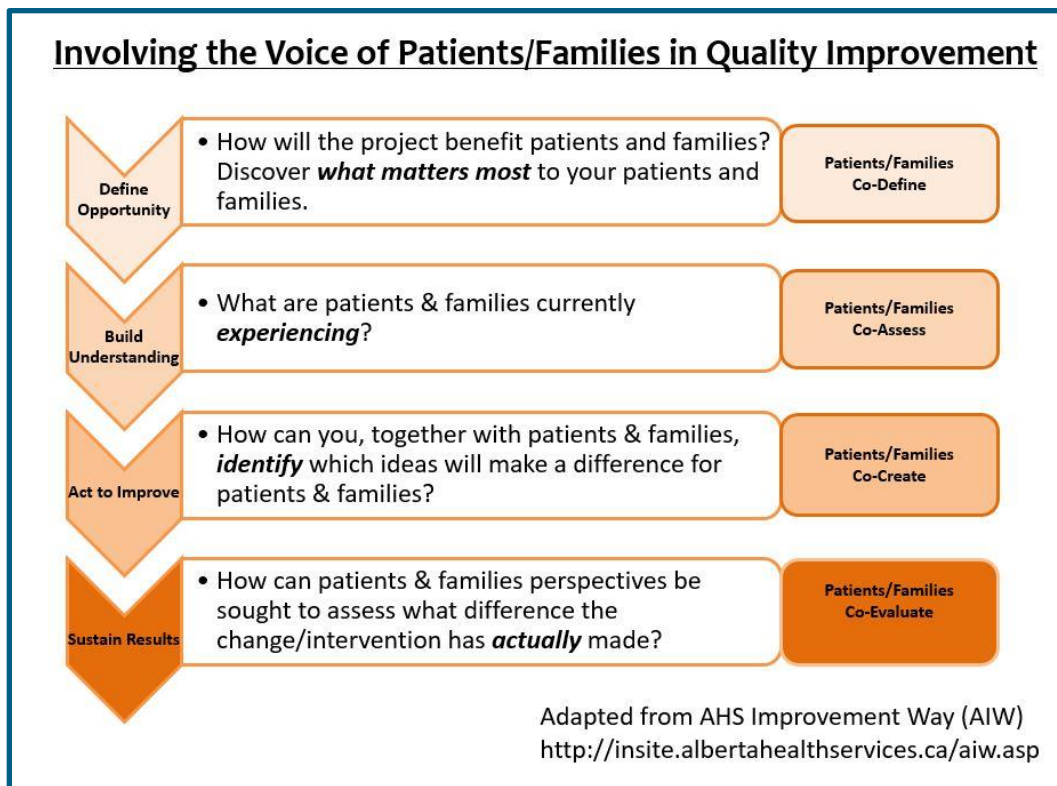 Involving the Voice of Patients/Families in Quality Improvement
Define
Opportunity
• How will the project benefit patients and families?
Discover what matters most to your patients and
families.
Patients/Families
Co-Define
Build
Understanding
• What are patients & families currently
experiencing?
Patients/Families
Co-Assess
Act to Improve
• How can you, together with patients & families,
identify which ideas will make a difference for
patients & families?
Patients/Families
Co-Create
Sustain Results
• How can patients & families perspectives be
sought to assess what difference the
change/intervention has actually made?
Patients/Families
Co-Evaluate
Adapted from AHS Improvement Way (AIW)
http://insite.albertahealthservices.ca/aiw.asp